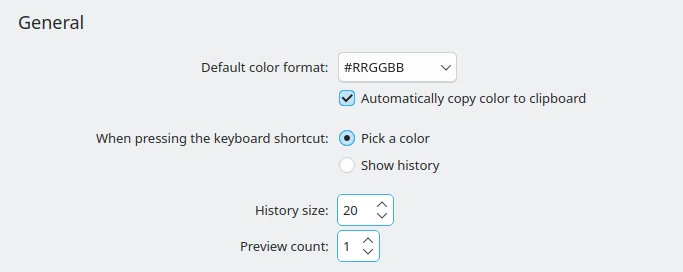 General
Default color format: #RRGGBB
Automatically copy color to clipboard
When pressing the keyboard shortcut: Pick a color
Show history
History size: 20
Preview count: 1